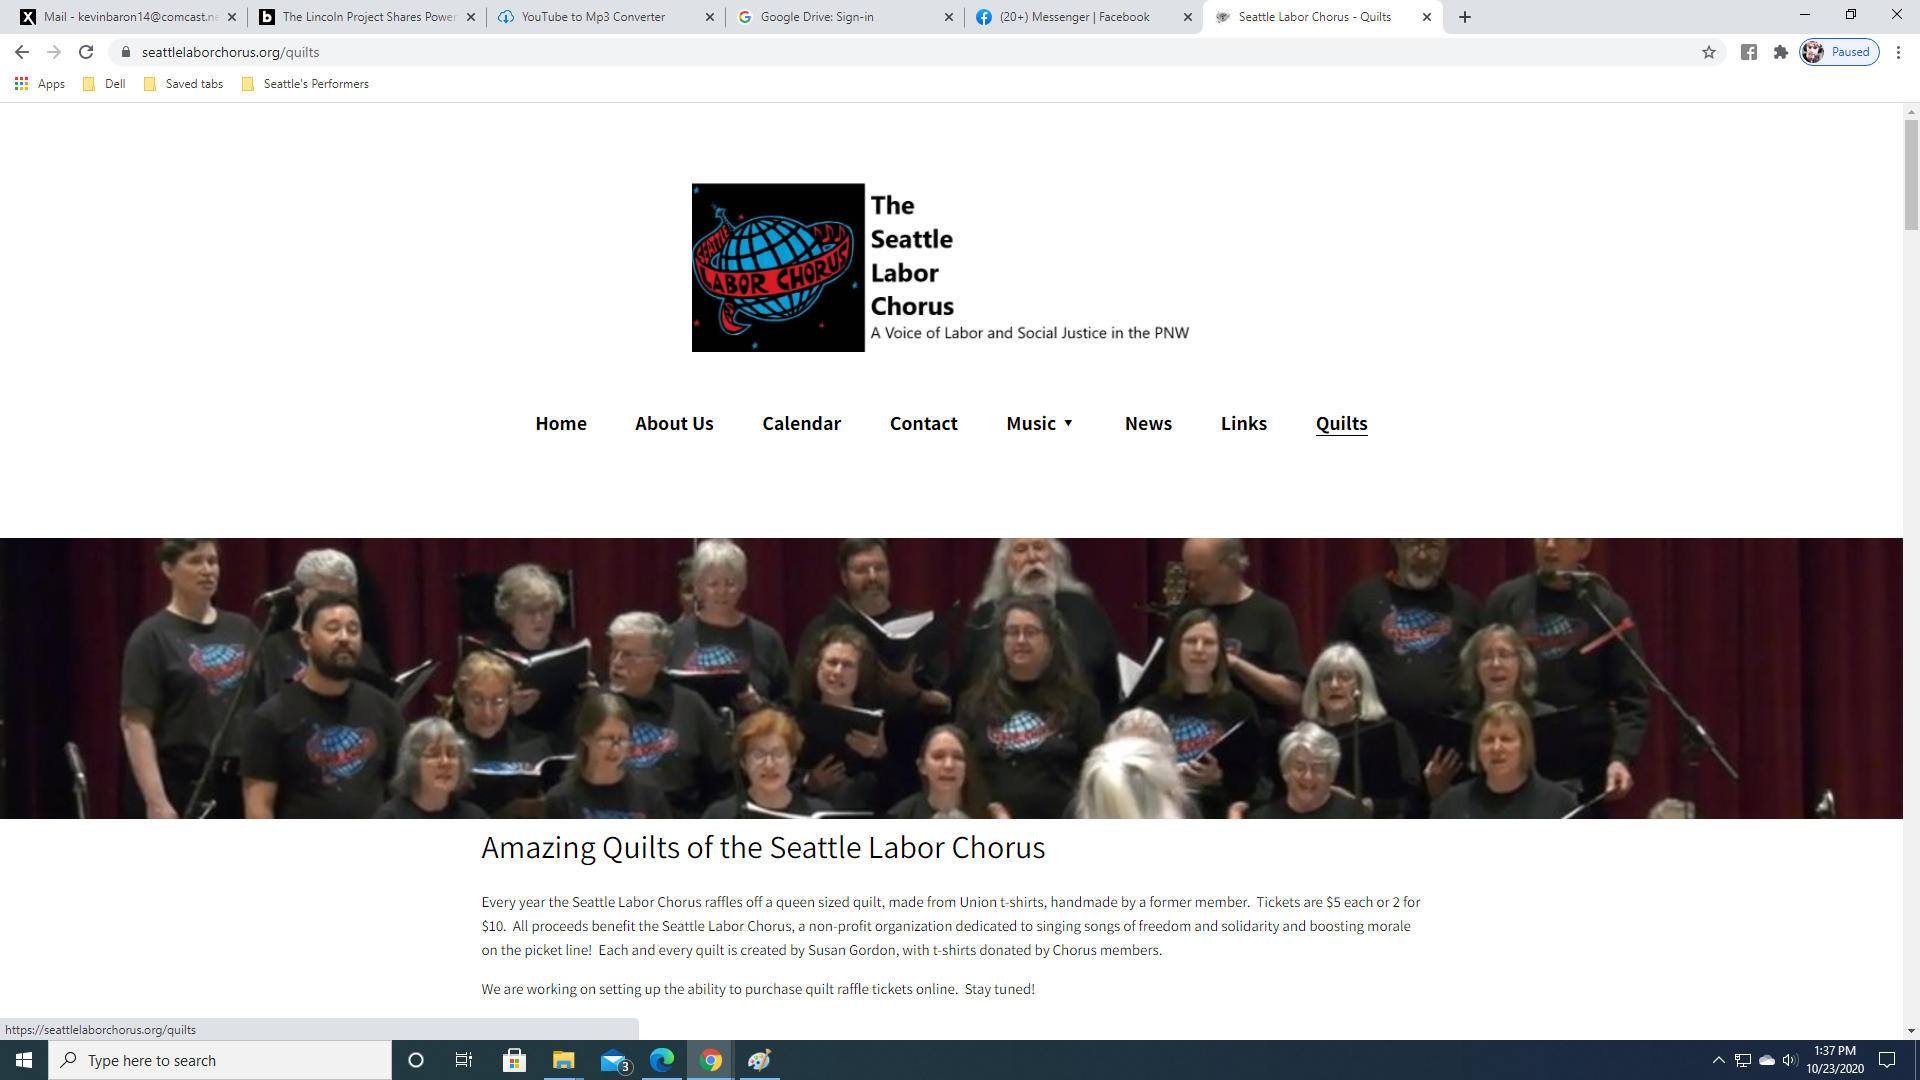 Mail - kevinbaron14@comcast.ne
The Lincoln Project Shares Power
YouTube to Mp3 Converter
Google Drive: Sign-in
(20+) Messenger | Facebook
Seattle Labor Chorus - Quilts
seattlelaborchorus.org/quilts
Paused
Apps
Dell
Saved tabs
Seattle's Performers
SEATTLE
LABOR CHORUS
The
Seattle
Labor
Chorus
A Voice of Labor and Social Justice in the PNW
Home
About Us
Calendar
Contact
Music
News
Links
Quilts
Amazing Quilts of the Seattle Labor Chorus
Every year the Seattle Labor Chorus raffles off a queen sized quilt, made from Union t-shirts, handmade by a former member. Tickets are $5 each or 2 for
$10. All proceeds benefit the Seattle Labor Chorus, a non-profit organization dedicated to singing songs of freedom and solidarity and boosting morale
on the picket line! Each and every quilt is created by Susan Gordon, with t-shirts donated by Chorus members.
We are working on setting up the ability to purchase quilt raffle tickets online. Stay tuned!
https://seattlelaborchorus.org/quilts
Type here to search
3
1:37 PM
10/23/2020